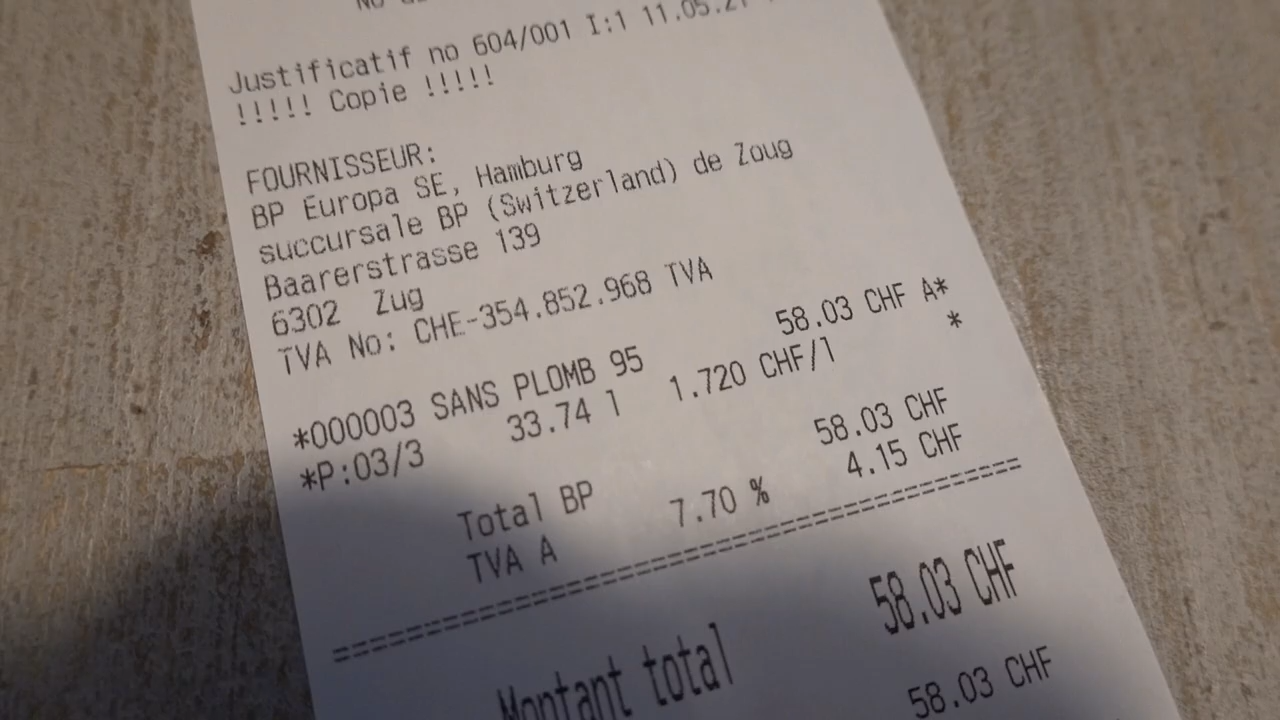 Justificatif no 604/001 I:1 11.05.21
!!!!! Copie !!!!!
FOURNISSEUR:
BP Europa SE, Hamburg
succursale BP (Switzerland) de Zoug
Baarerstrasse 139
6302 Zug
TVA No: CHE-354.852.968 TVA
*000003 SANS PLOMB 95 58.03 CHF A*
*P:03/3 33.74 l 1.720 CHF/l *
Total BP 58.03 CHF
TVA A 7.70 % 4.15 CHF
Montant total 58.03 CHF
58.03 CHF